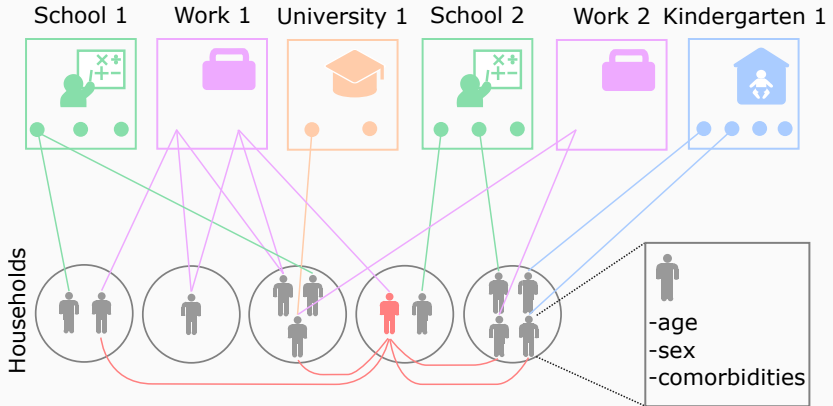 School 1
Work 1
University 1
School 2
Work 2
Kindergarten 1
Households
-age
-sex
-comorbidities